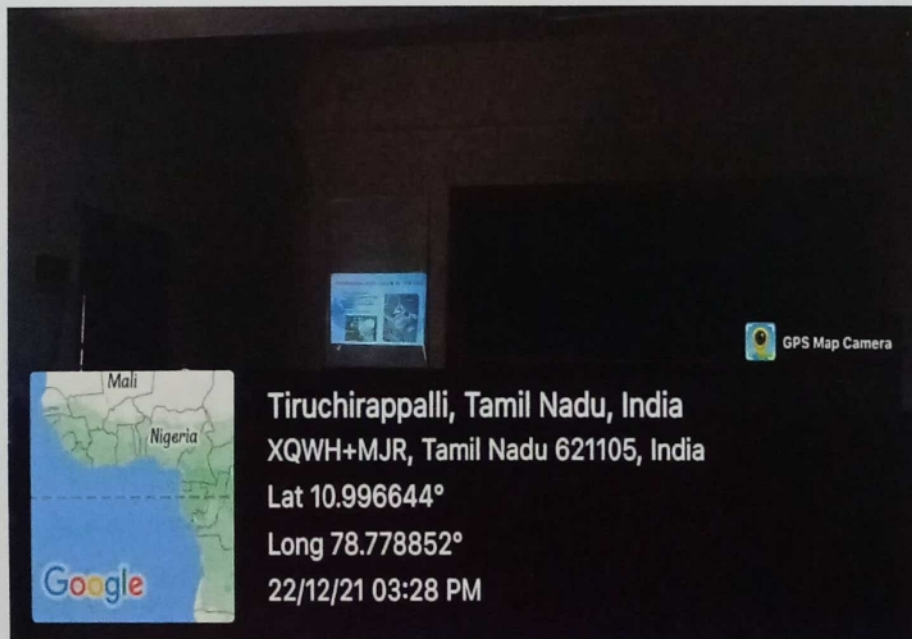 GPS Map Camera
Mali
Nigeria
Google
Tiruchirappalli, Tamil Nadu, India
XQWH+MJR, Tamil Nadu 621105, India
Lat 10.996644°
Long 78.778852°
22/12/21 03:28 PM